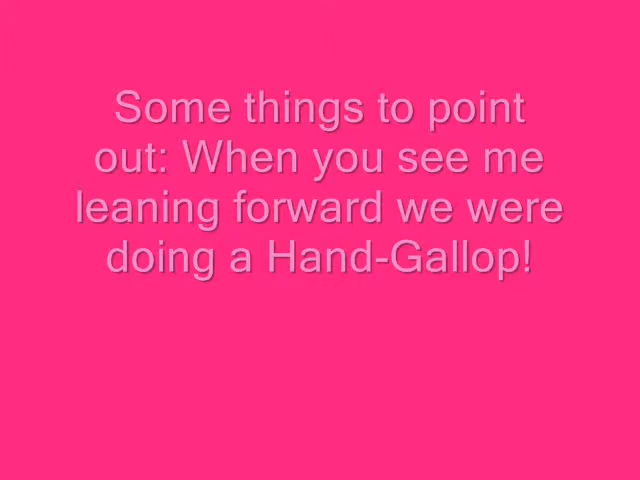 Some things to point
out: When you see me
leaning forward we were
doing a Hand-Gallop!